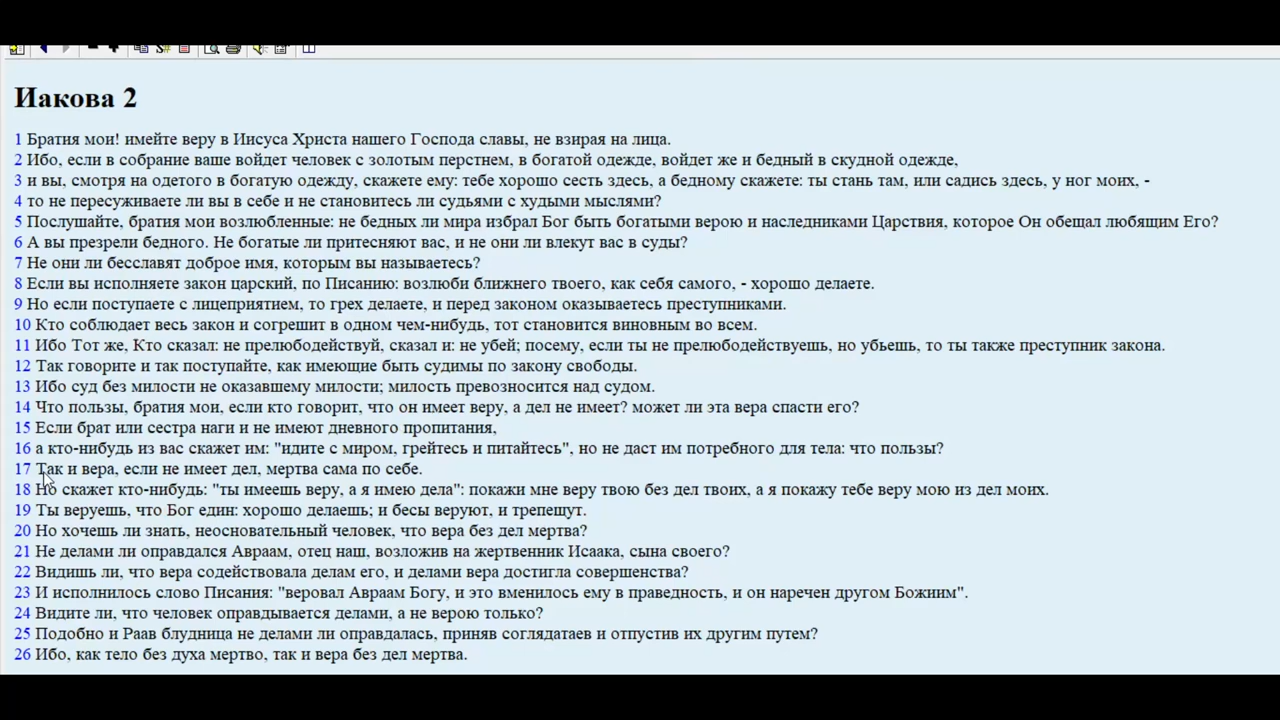 Иакова 2
1 Братия мои! имейте веру в Иисуса Христа нашего Господа славы, не взирая на лица.
2 Ибо, если в собрание ваше войдет человек с золотым перстнем, в богатой одежде, войдет же и бедный в скудной одежде,
3 и вы, смотря на одетого в богатую одежду, скажете ему: тебе хорошо сесть здесь, а бедному скажете: ты стань там, или садись здесь, у ног моих, -
4 то не пересуживаете ли вы в себе и не становитесь ли судьями с худыми мыслями?
5 Послушайте, братия мои возлюбленные: не бедных ли мира избрал Бог быть богатыми верою и наследниками Царствия, которое Он обещал любящим Его?
6 А вы презрели бедного. Не богатые ли притесняют вас, и не они ли влекут вас в суды?
7 Не они ли бесславят доброе имя, которым вы называетесь?
8 Если вы исполняете закон царский, по Писанию: возлюби ближнего твоего, как себя самого, - хорошо делаете.
9 Но если поступаете с лицеприятием, то грех делаете, и перед законом оказываетесь преступниками.
10 Кто соблюдает весь закон и согрешит в одном чем-нибудь, тот становится виновным во всем.
11 Ибо Тот же, Кто сказал: не прелюбодействуй, сказал и: не убей; посему, если ты не прелюбодействуешь, но убьешь, то ты также преступник закона.
12 Так говорите и так поступайте, как имеющие быть судимы по закону свободы.
13 Ибо суд без милости не оказавшему милости; милость превозносится над судом.
14 Что пользы, братия мои, если кто говорит, что он имеет веру, а дел не имеет? может ли эта вера спасти его?
15 Если брат или сестра наги и не имеют дневного пропитания,
16 а кто-нибудь из вас скажет им: "идите с миром, грейтесь и питайтесь", но не даст им потребного для тела: что пользы?
17 Так и вера, если не имеет дел, мертва сама по себе.
18 Но скажет кто-нибудь: "ты имеешь веру, а я имею дела": покажи мне веру твою без дел твоих, а я покажу тебе веру мою из дел моих.
19 Ты веруешь, что Бог един: хорошо делаешь; и бесы веруют, и трепещут.
20 Но хочешь ли знать, неосновательный человек, что вера без дел мертва?
21 Не делами ли оправдался Авраам, отец наш, возложив на жертвенник Исаака, сына своего?
22 Видишь ли, что вера содействовала делам его, и делами вера достигла совершенства?
23 И исполнилось слово Писания: "веровал Авраам Богу, и это вменилось ему в праведность, и он наречен другом Божиим".
24 Видите ли, что человек оправдывается делами, а не верою только?
25 Подобно и Раав блудница не делами ли оправдалась, приняв соглядатаев и отпустив их другим путем?
26 Ибо, как тело без духа мертво, так и вера без дел мертва.